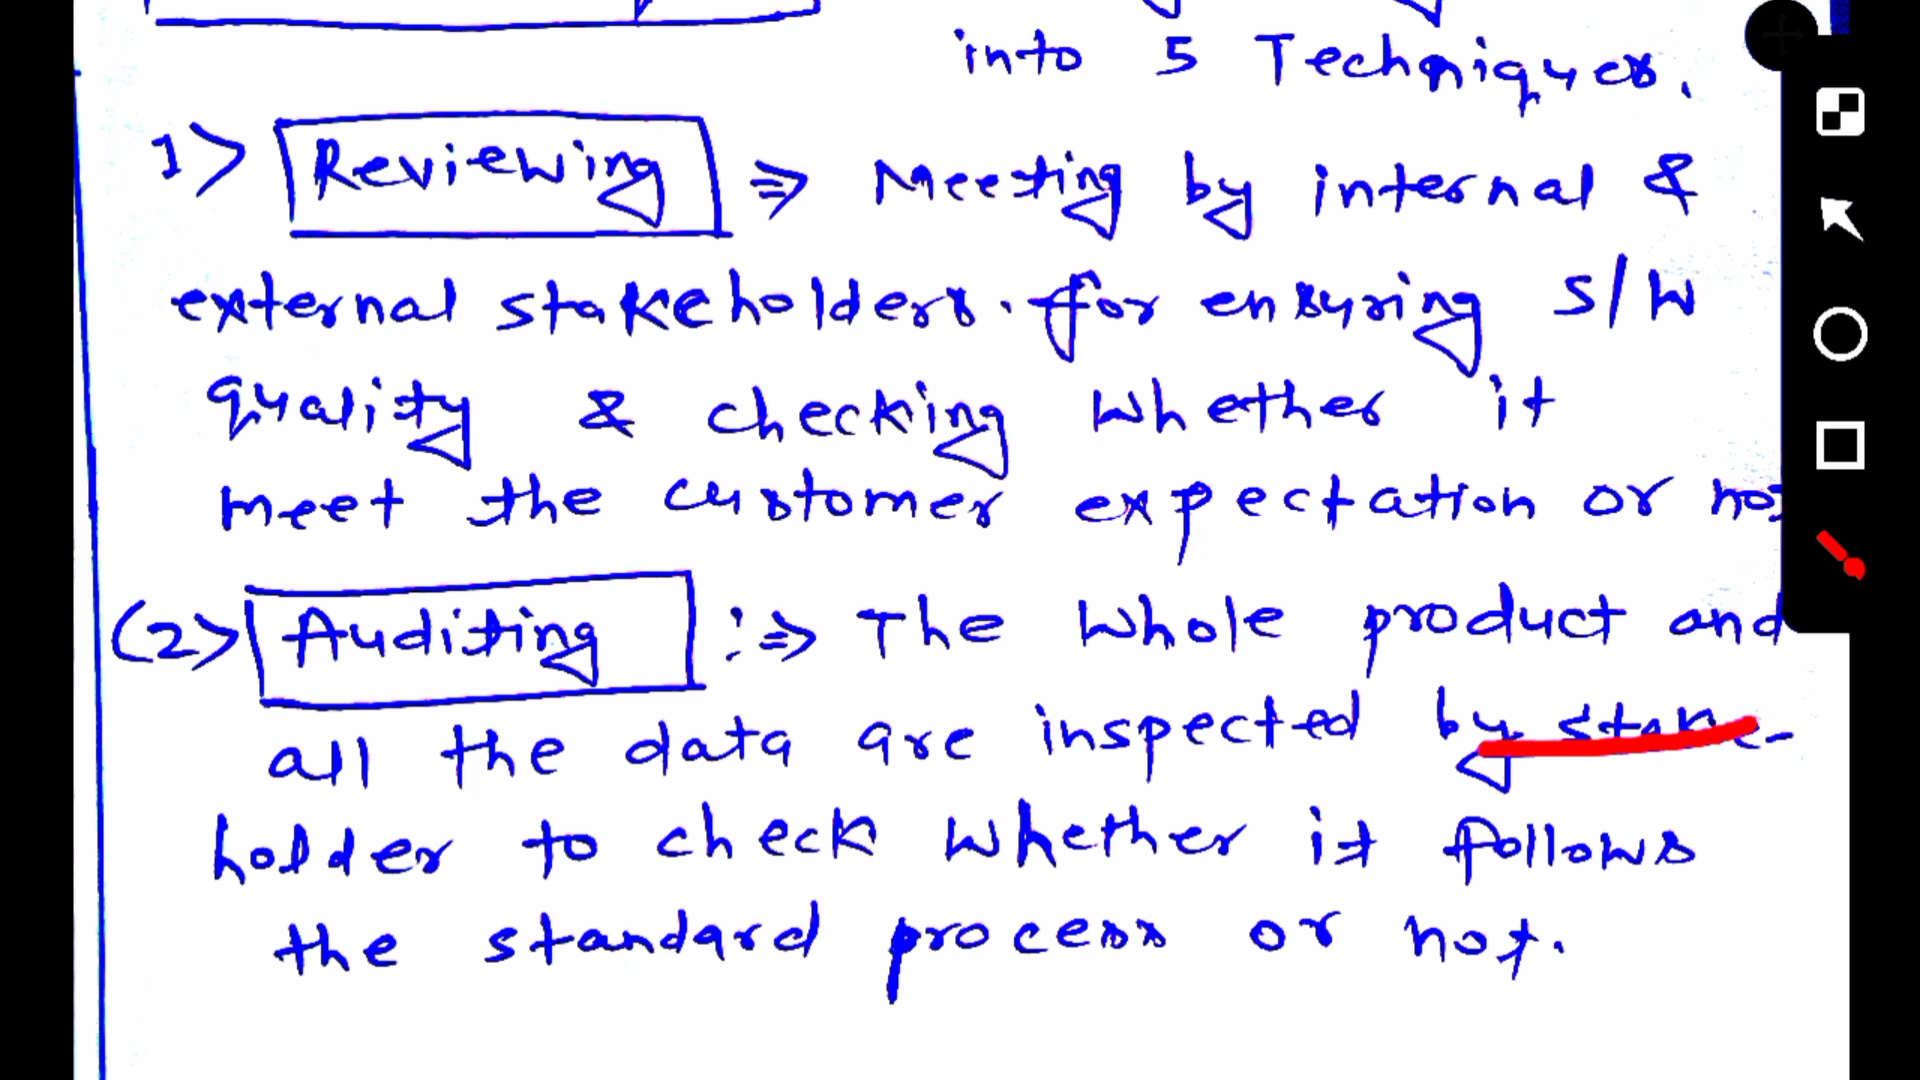 into 5 Techniques.
1> Reviewing ⇒ Meeting by internal &
external stakeholders. for ensuring S/W
quality & checking whether it
meet the customer expectation or not
(2> Auditing :⇒ The whole product and
all the data are inspected by stake-
holder to check whether it follows
the standard process or not.